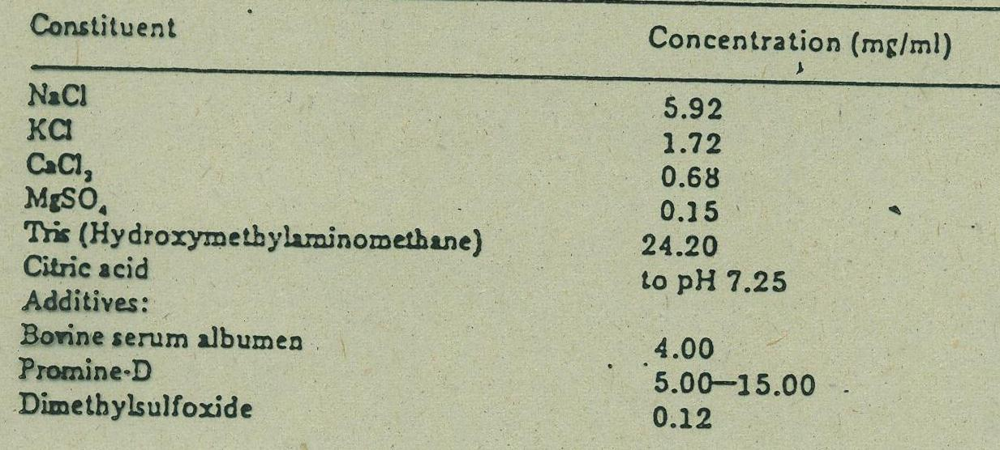 Constituent Concentration (mg/ml)
NaCl 5.92
KCl 1.72
CaCl₂ 0.68
MgSO₄ 0.15
Tris (Hydroxymethylaminomethane) 24.20
Citric acid to pH 7.25
Additives:
Bovine serum albumen 4.00
Promine-D 5.00—15.00
Dimethylsulfoxide 0.12